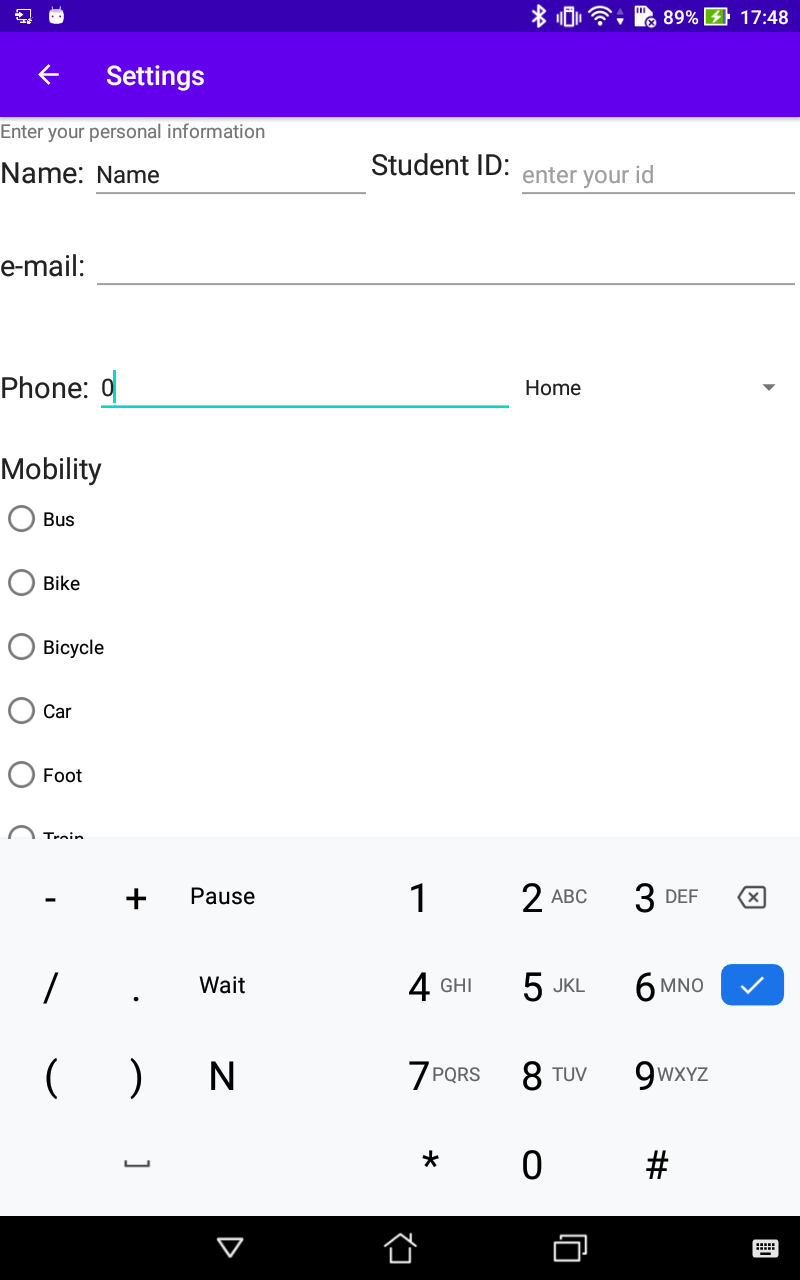 89% 17:48
Settings
Enter your personal information
Name: Name Student ID: enter your id
e-mail:
Phone: 0 Home
Mobility
Bus
Bike
Bicycle
Car
Foot
Train
- + Pause 1 2 ABC 3 DEF
/ . Wait 4 GHI 5 JKL 6 MNO
( ) N 7 PQRS 8 TUV 9 WXYZ
* 0 #